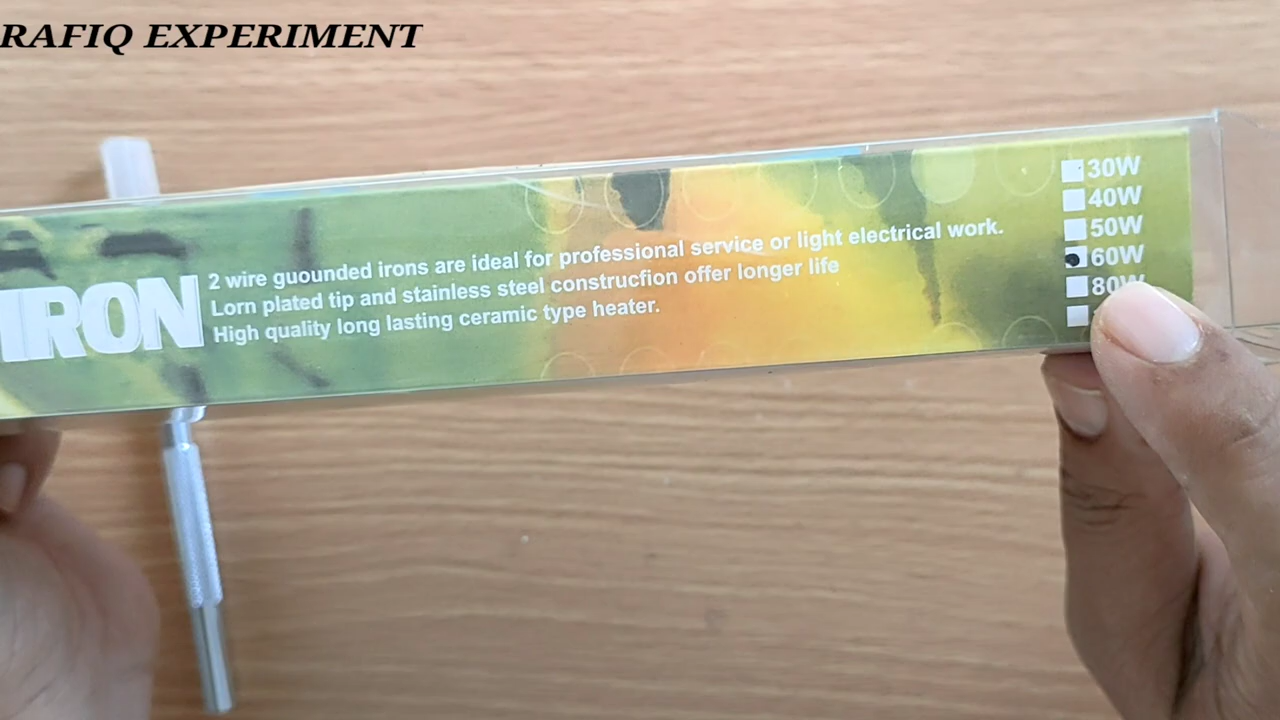 RAFIQ EXPERIMENT
IRON
2 wire guounded irons are ideal for professional service or light electrical work.
Lorn plated tip and stainless steel construcfion offer longer life
High quality long lasting ceramic type heater.
30W
40W
50W
60W
80W